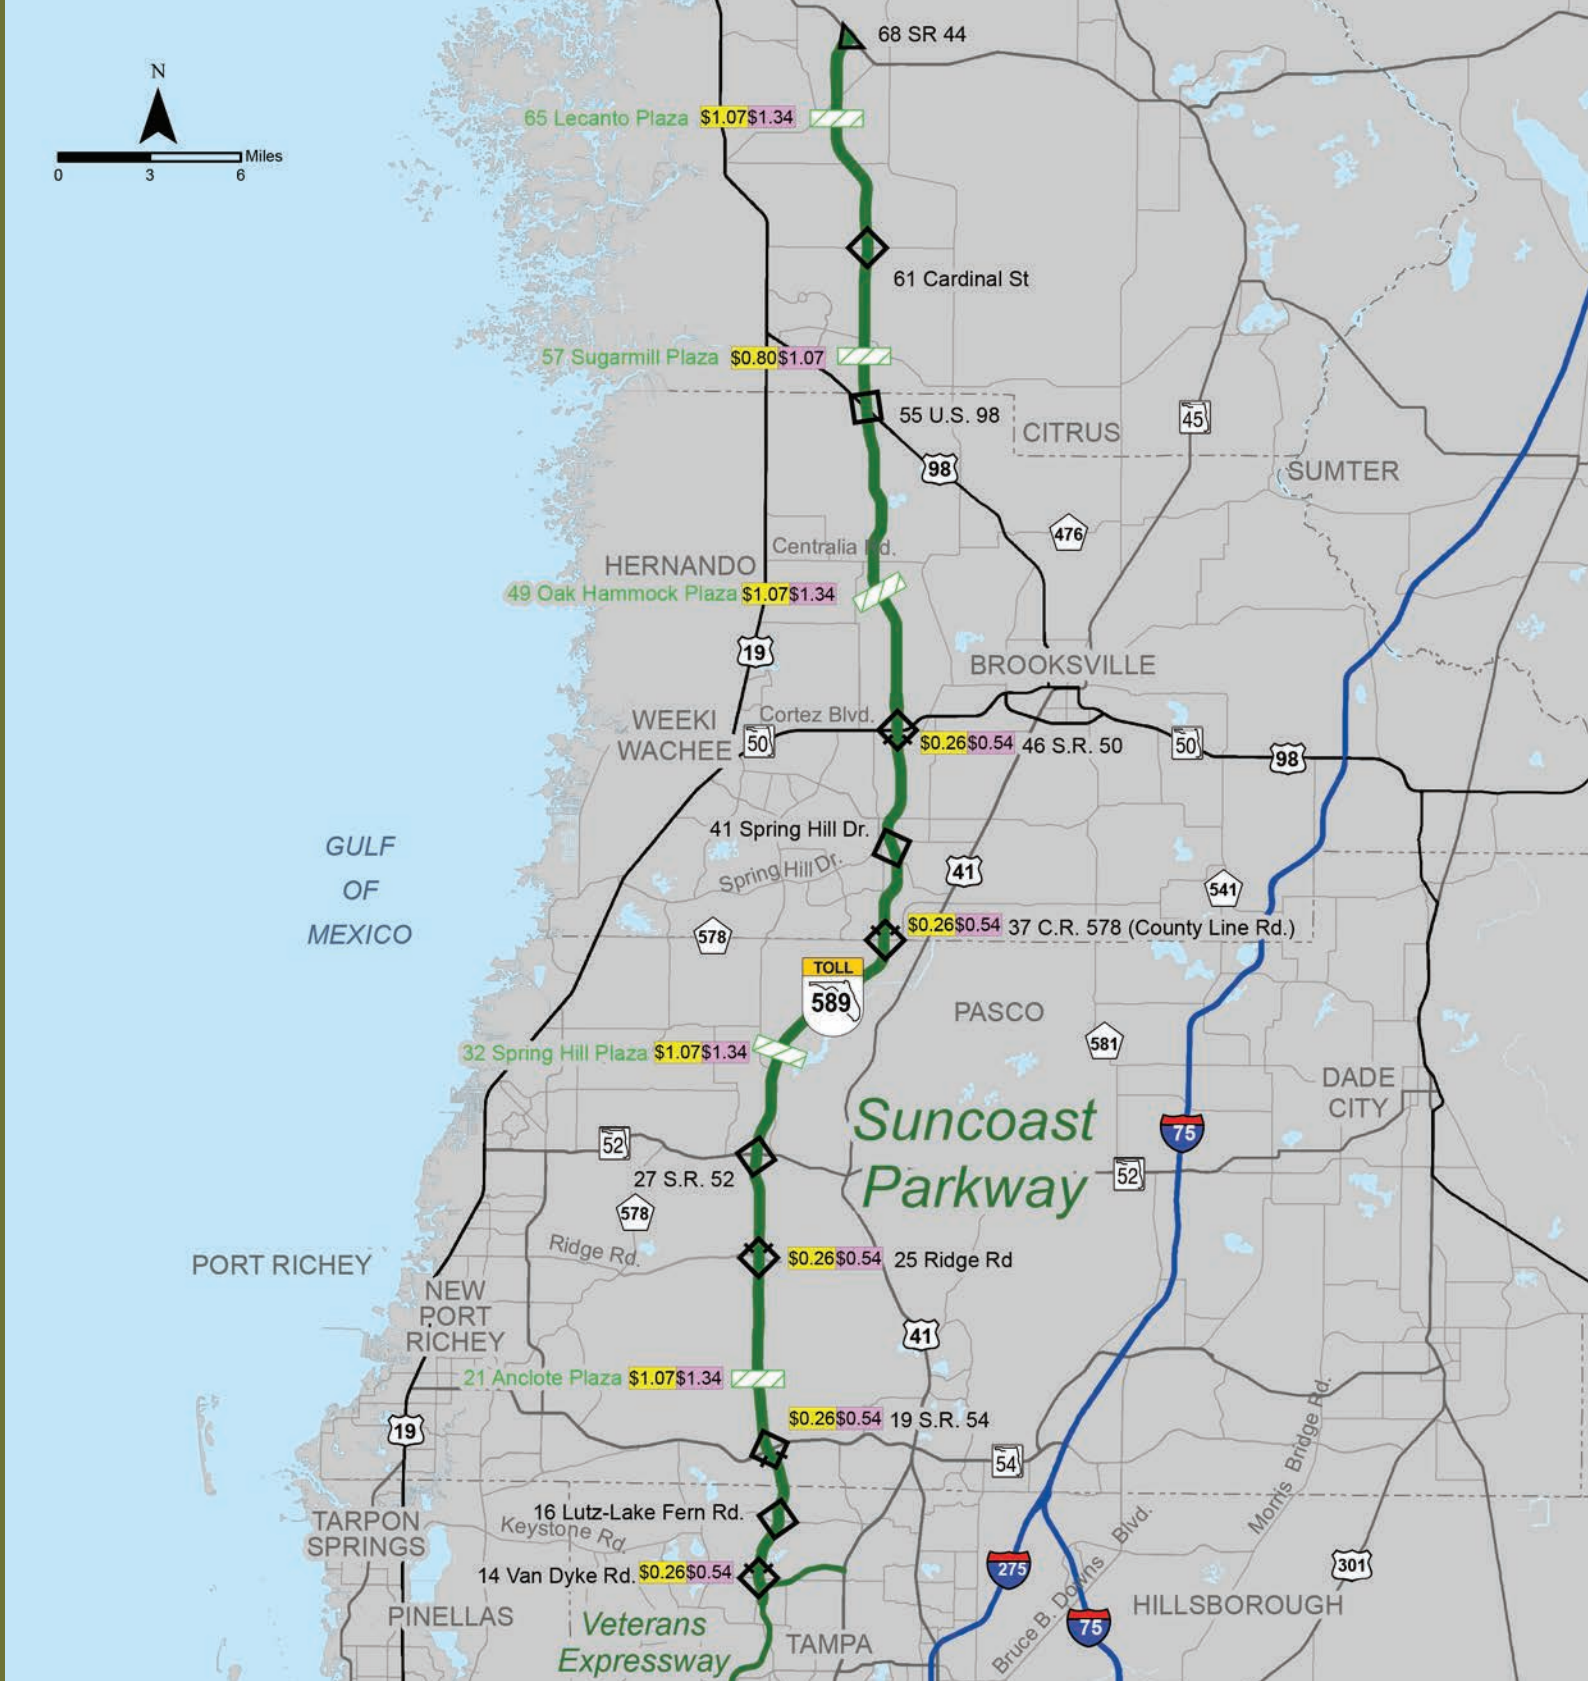 68 SR 44
N
65 Lecanto Plaza $1.07 $1.34
Miles
0 3 6
61 Cardinal St
57 Sugarmill Plaza $0.80 $1.07
55 U.S. 98
45
CITRUS
98
SUMTER
476
Centralia Rd.
HERNANDO
49 Oak Hammock Plaza $1.07 $1.34
19
BROOKSVILLE
WEEKI
WACHEE
Cortez Blvd.
50
$0.26 $0.54 46 S.R. 50
50
98
41 Spring Hill Dr.
GULF
OF
MEXICO
Spring Hill Dr.
41
541
578
$0.26 $0.54 37 C.R. 578 (County Line Rd.)
TOLL
589
PASCO
581
32 Spring Hill Plaza $1.07 $1.34
DADE
CITY
Suncoast
Parkway
75
52
52
27 S.R. 52
578
Ridge Rd.
$0.26 $0.54 25 Ridge Rd
PORT RICHEY
NEW
PORT
RICHEY
41
21 Anclote Plaza $1.07 $1.34
$0.26 $0.54 19 S.R. 54
19
54
Morris Bridge Rd.
16 Lutz-Lake Fern Rd.
TARPON
SPRINGS
Keystone Rd.
14 Van Dyke Rd. $0.26 $0.54
275
Bruce B. Downs Blvd.
301
PINELLAS
HILLSBOROUGH
75
Veterans
Expressway
TAMPA